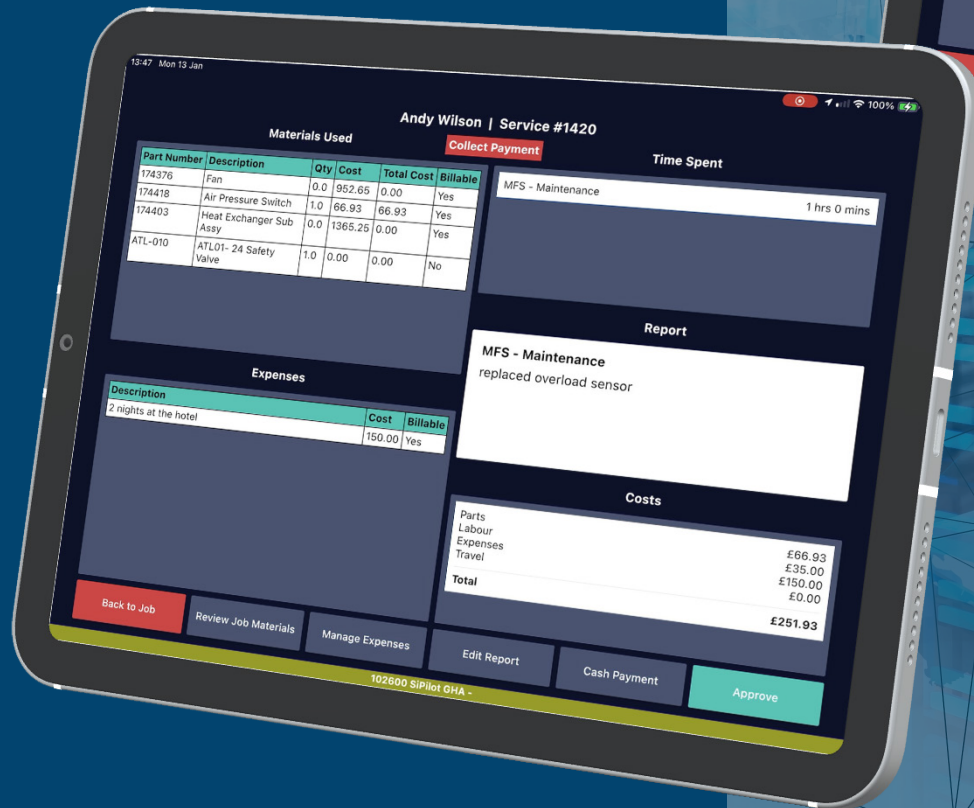 13:47 Mon 13 Jan
100%
Andy Wilson | Service #1420
Collect Payment
Materials Used
Part Number Description Qty Cost Total Cost Billable
174376 Fan 0.0 952.65 0.00 Yes
174418 Air Pressure Switch 1.0 66.93 66.93 Yes
174403 Heat Exchanger Sub Assy 0.0 1365.25 0.00 Yes
ATL-010 ATL01- 24 Safety Valve 1.0 0.00 0.00 No
Time Spent
MFS - Maintenance 1 hrs 0 mins
Report
MFS - Maintenance
replaced overload sensor
Expenses
Description Cost Billable
2 nights at the hotel 150.00 Yes
Costs
Parts £66.93
Labour £35.00
Expenses £150.00
Travel £0.00
Total £251.93
Back to Job
Review Job Materials
Manage Expenses
Edit Report
Cash Payment
Approve
102600 SiPilot GHA -